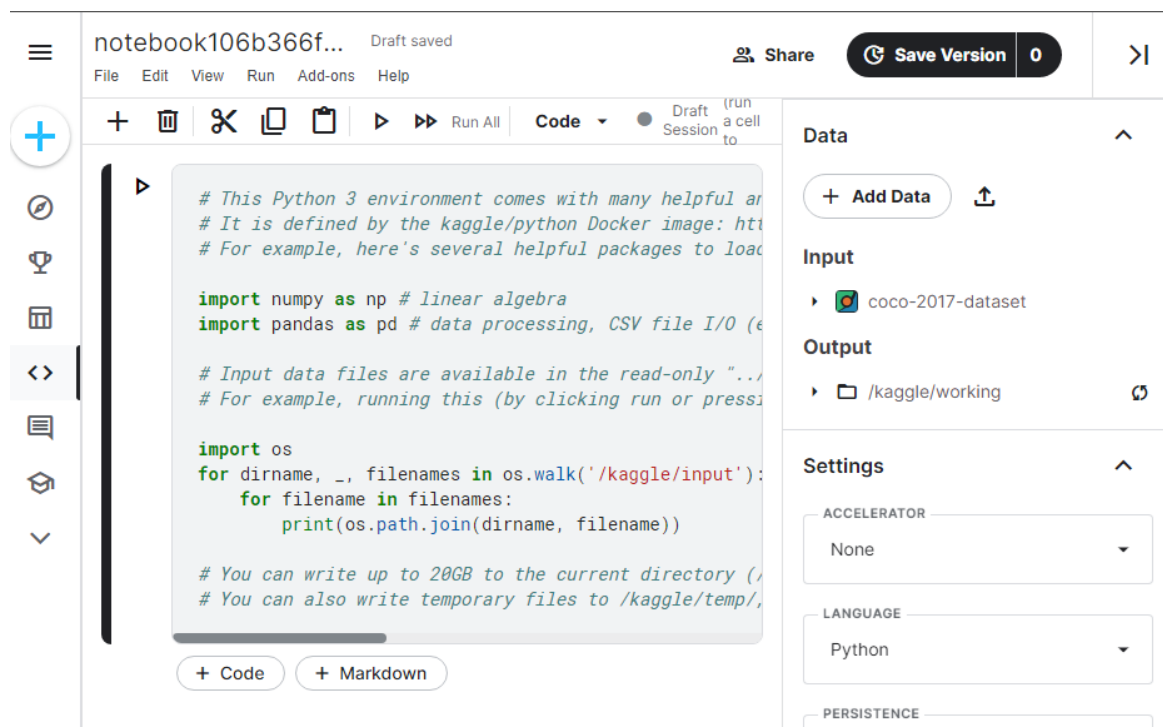 notebook106b366f... Draft saved
File Edit View Run Add-ons Help
Share
Save Version 0
Run All
Code
Draft Session
(run a cell to
# This Python 3 environment comes with many helpful
# It is defined by the kaggle/python Docker image:
# For example, here's several helpful packages to
import numpy as np # linear algebra
import pandas as pd # data processing, CSV file I/O
# Input data files are available in the read-only "../
# For example, running this (by clicking run or
import os
for dirname, _, filenames in os.walk('/kaggle/input'):
    for filename in filenames:
        print(os.path.join(dirname, filename))
# You can write up to 20GB to the current directory (/
# You can also write temporary files to /kaggle/temp/,
+ Code
+ Markdown
Data
+ Add Data
Input
coco-2017-dataset
Output
/kaggle/working
Settings
ACCELERATOR
None
LANGUAGE
Python
PERSISTENCE